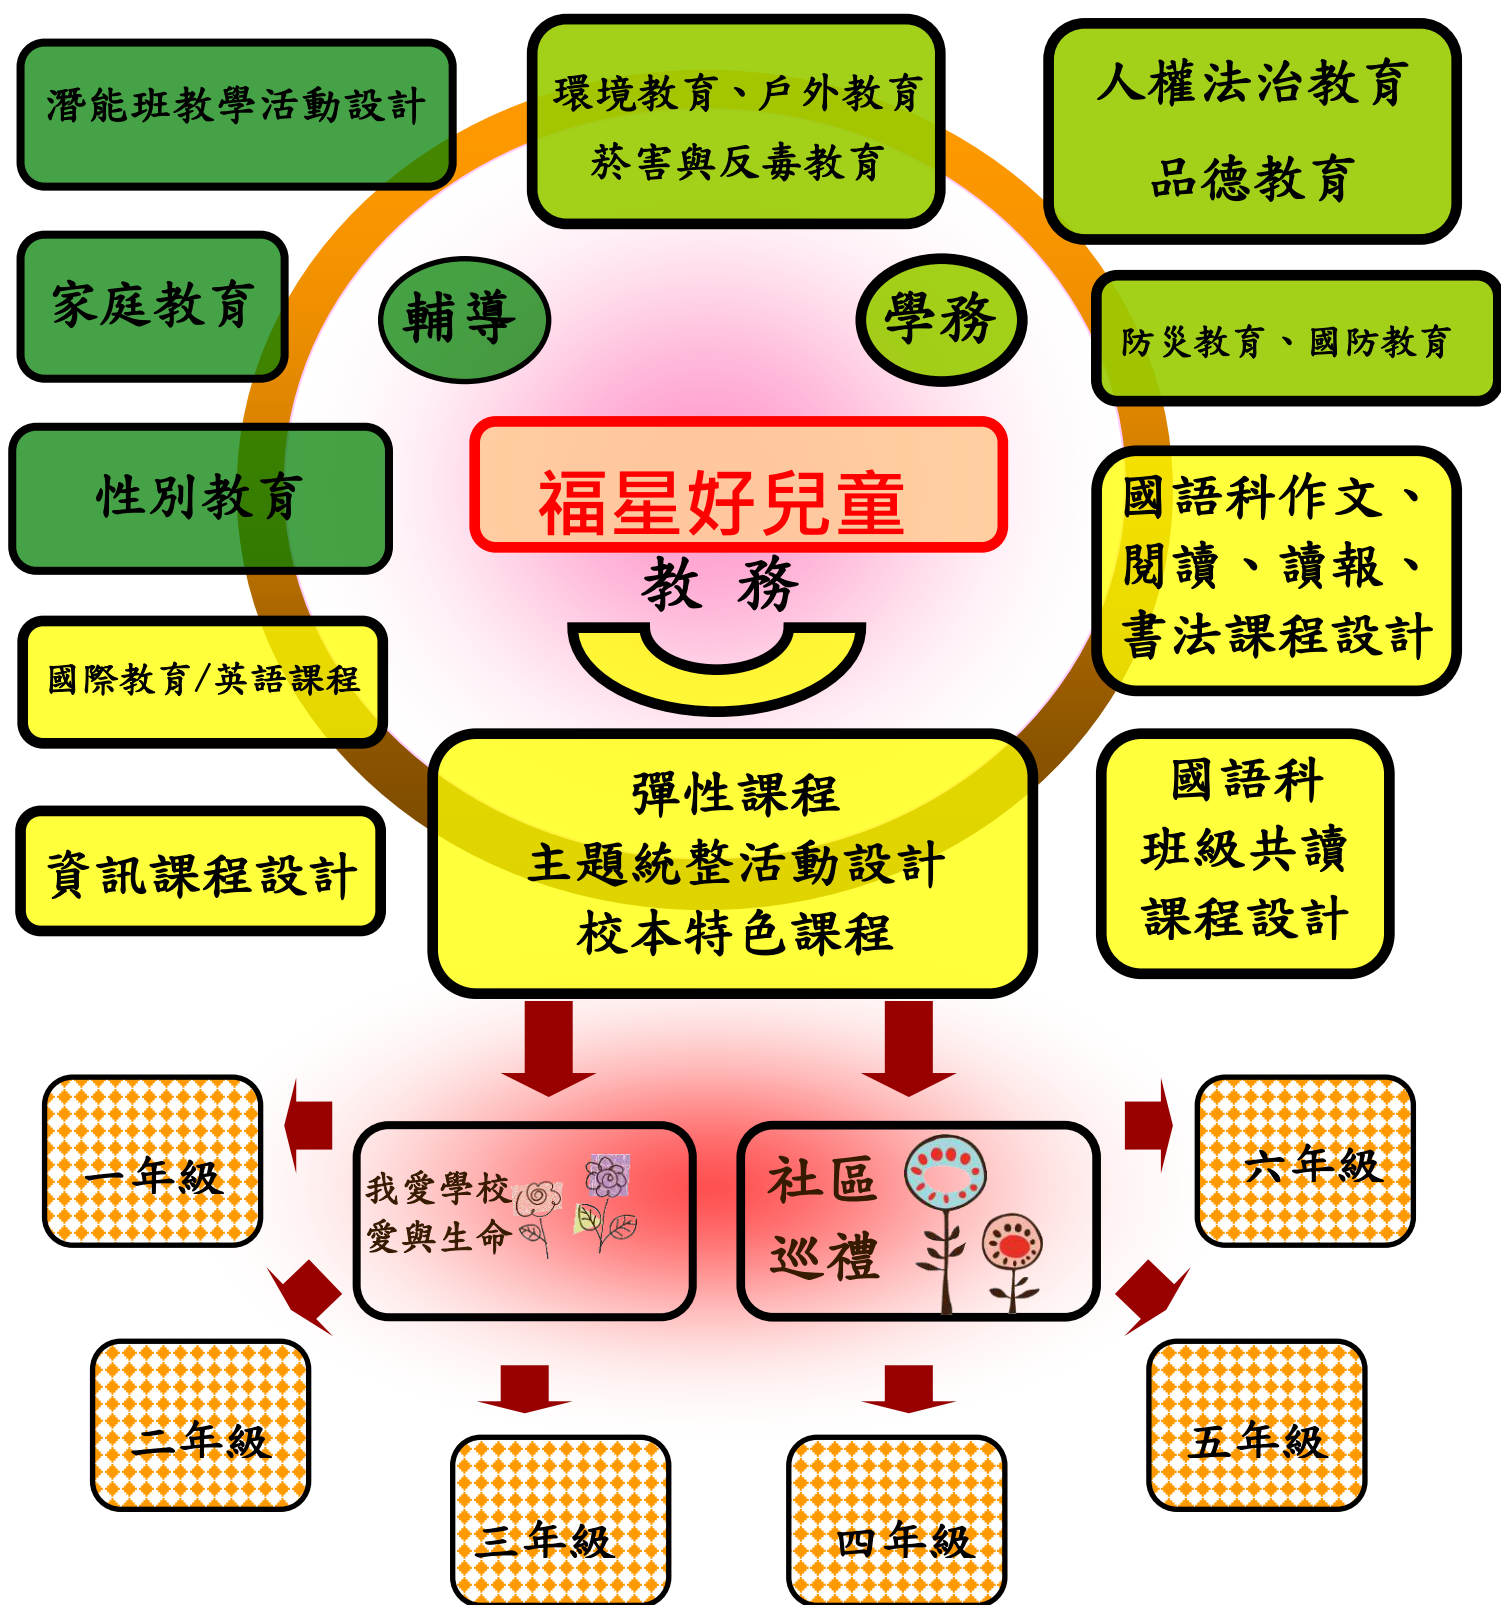 潛能班教學活動設計
環境教育、戶外教育
菸害與反毒教育
人權法治教育
品德教育
家庭教育
輔導
學務
防災教育、國防教育
性別教育
福星好兒童
教 務
國語科作文、
閱讀、讀報、
書法課程設計
國際教育/英語課程
彈性課程
主題統整活動設計
校本特色課程
國語科
班級共讀
課程設計
資訊課程設計
一年級
我愛學校
愛與生命
社區
巡禮
六年級
二年級
五年級
三年級
四年級